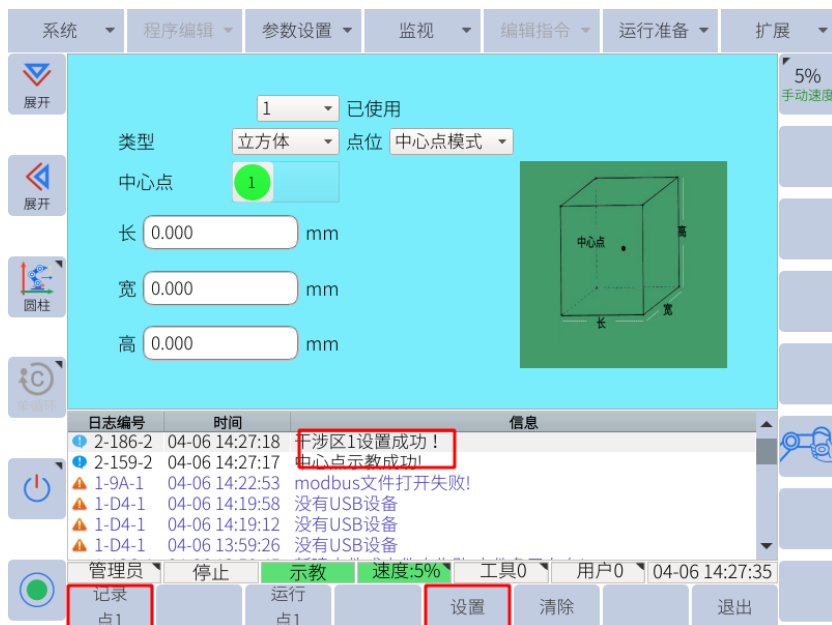 系统 程序编辑 参数设置 监视 编辑指令 运行准备 扩展
展开
5%
手动速度
1 已使用
类型 立方体 点位 中心点模式
中心点 1
展开
长 0.000 mm
宽 0.000 mm
高 0.000 mm
中心点
高
宽
长
圆柱
C
单循环
日志编号 时间 信息
2-186-2 04-06 14:27:18 干涉区1设置成功！
2-159-2 04-06 14:27:17 中心点示教成功!
1-9A-1 04-06 14:22:53 modbus文件打开失败!
1-D4-1 04-06 14:19:58 没有USB设备
1-D4-1 04-06 14:19:12 没有USB设备
1-D4-1 04-06 13:59:26 没有USB设备
管理员 停止 示教 速度:5% 工具0 用户0 04-06 14:27:35
记录
点1
运行
点1
设置 清除 退出